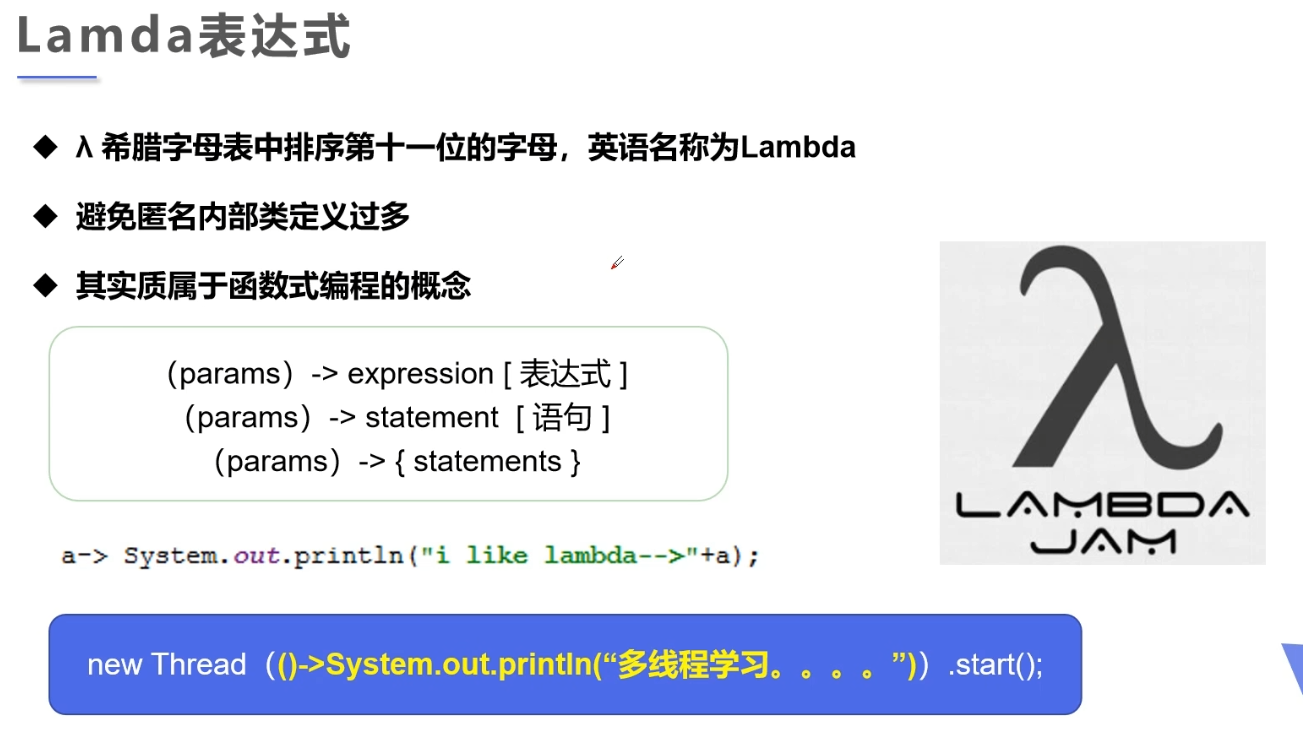 Lamda表达式
◆ λ 希腊字母表中排序第十一位的字母，英语名称为Lambda
◆ 避免匿名内部类定义过多
◆ 其实质属于函数式编程的概念
（params）-> expression [ 表达式 ]
（params）-> statement [ 语句 ]
（params）-> { statements }
λ
LAMBDA
JAM
a-> System.out.println("i like lambda-->"+a);
new Thread（()->System.out.println(“多线程学习。。。。”)）.start();